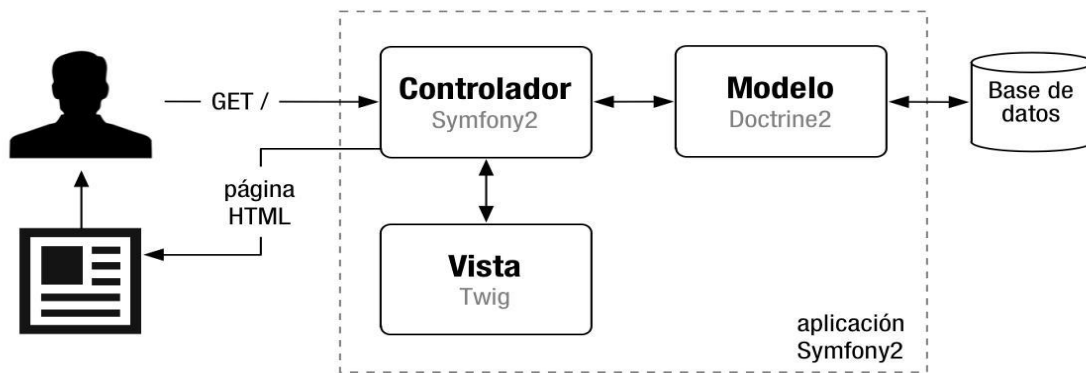 GET /
Controlador
Symfony2
Modelo
Doctrine2
Base de
datos
página
HTML
Vista
Twig
aplicación
Symfony2